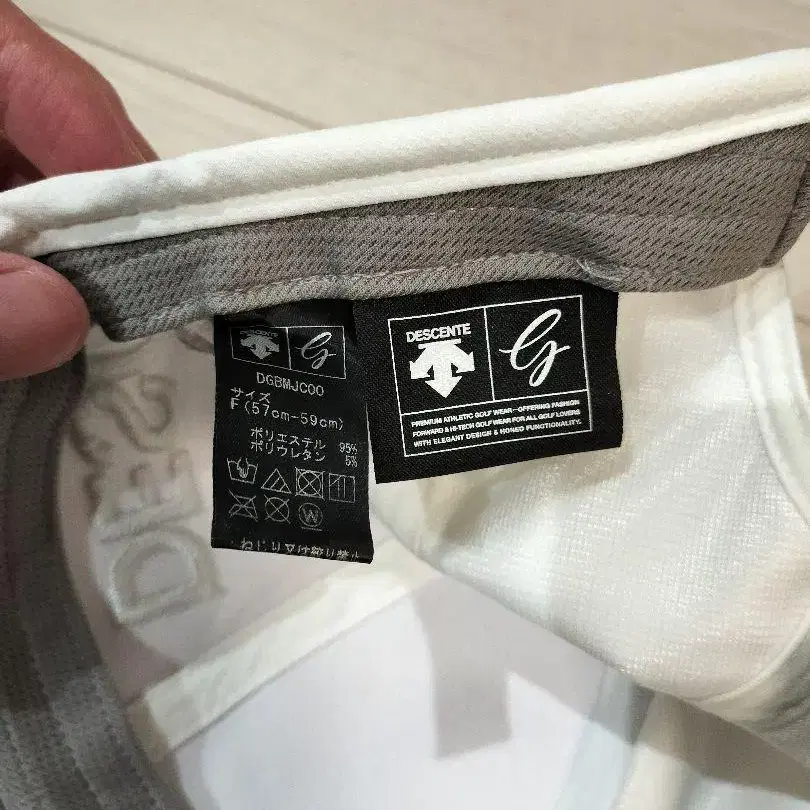 DGBMJC00
サイズ
F(57cm-59cm)
ポリエステル 95%
ポリウレタン 5%
W
DESCENTE
G
PREMIUM ATHLETIC GOLF WEAR—OFFERING FASHION
FORWARD & HI-TECH GOLF WEAR FOR ALL GOLF LOVERS
WITH ELEGANT DESIGN & HONED FUNCTIONALITY.
DES